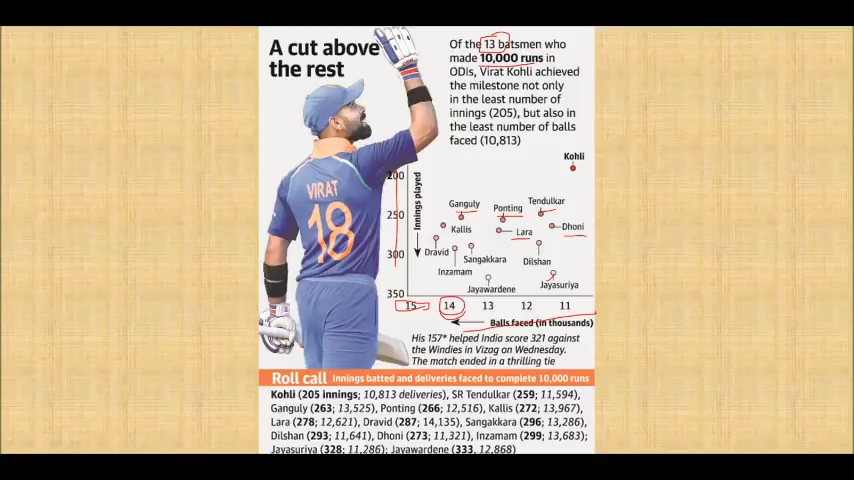 A cut above
the rest
Of the 13 batsmen who
made 10,000 runs in
ODIs, Virat Kohli achieved
the milestone not only
in the least number of
innings (205), but also in
the least number of balls
faced (10,813)
VIRAT
18
Innings played
200
250
300
350
Kohli
Ganguly
Ponting
Tendulkar
Kallis
Lara
Dhoni
Dravid
Sangakkara
Dilshan
Inzamam
Jayawardene
Jayasuriya
15 14 13 12 11
Balls faced (in thousands)
His 157* helped India score 321 against
the Windies in Vizag on Wednesday.
The match ended in a thrilling tie
Roll call Innings batted and deliveries faced to complete 10,000 runs
Kohli (205 innings; 10,813 deliveries), SR Tendulkar (259; 11,594)
Ganguly (263; 13,525), Ponting (266; 12,516), Kallis (272; 13,967)
Lara (278; 12,621), Dravid (287; 14,135), Sangakkara (296; 13,286)
Dilshan (293; 11,641), Dhoni (273; 11,321), Inzamam (299; 13,683);
Jayasuriya (328; 11,286); Jayawardene (333, 12,868)